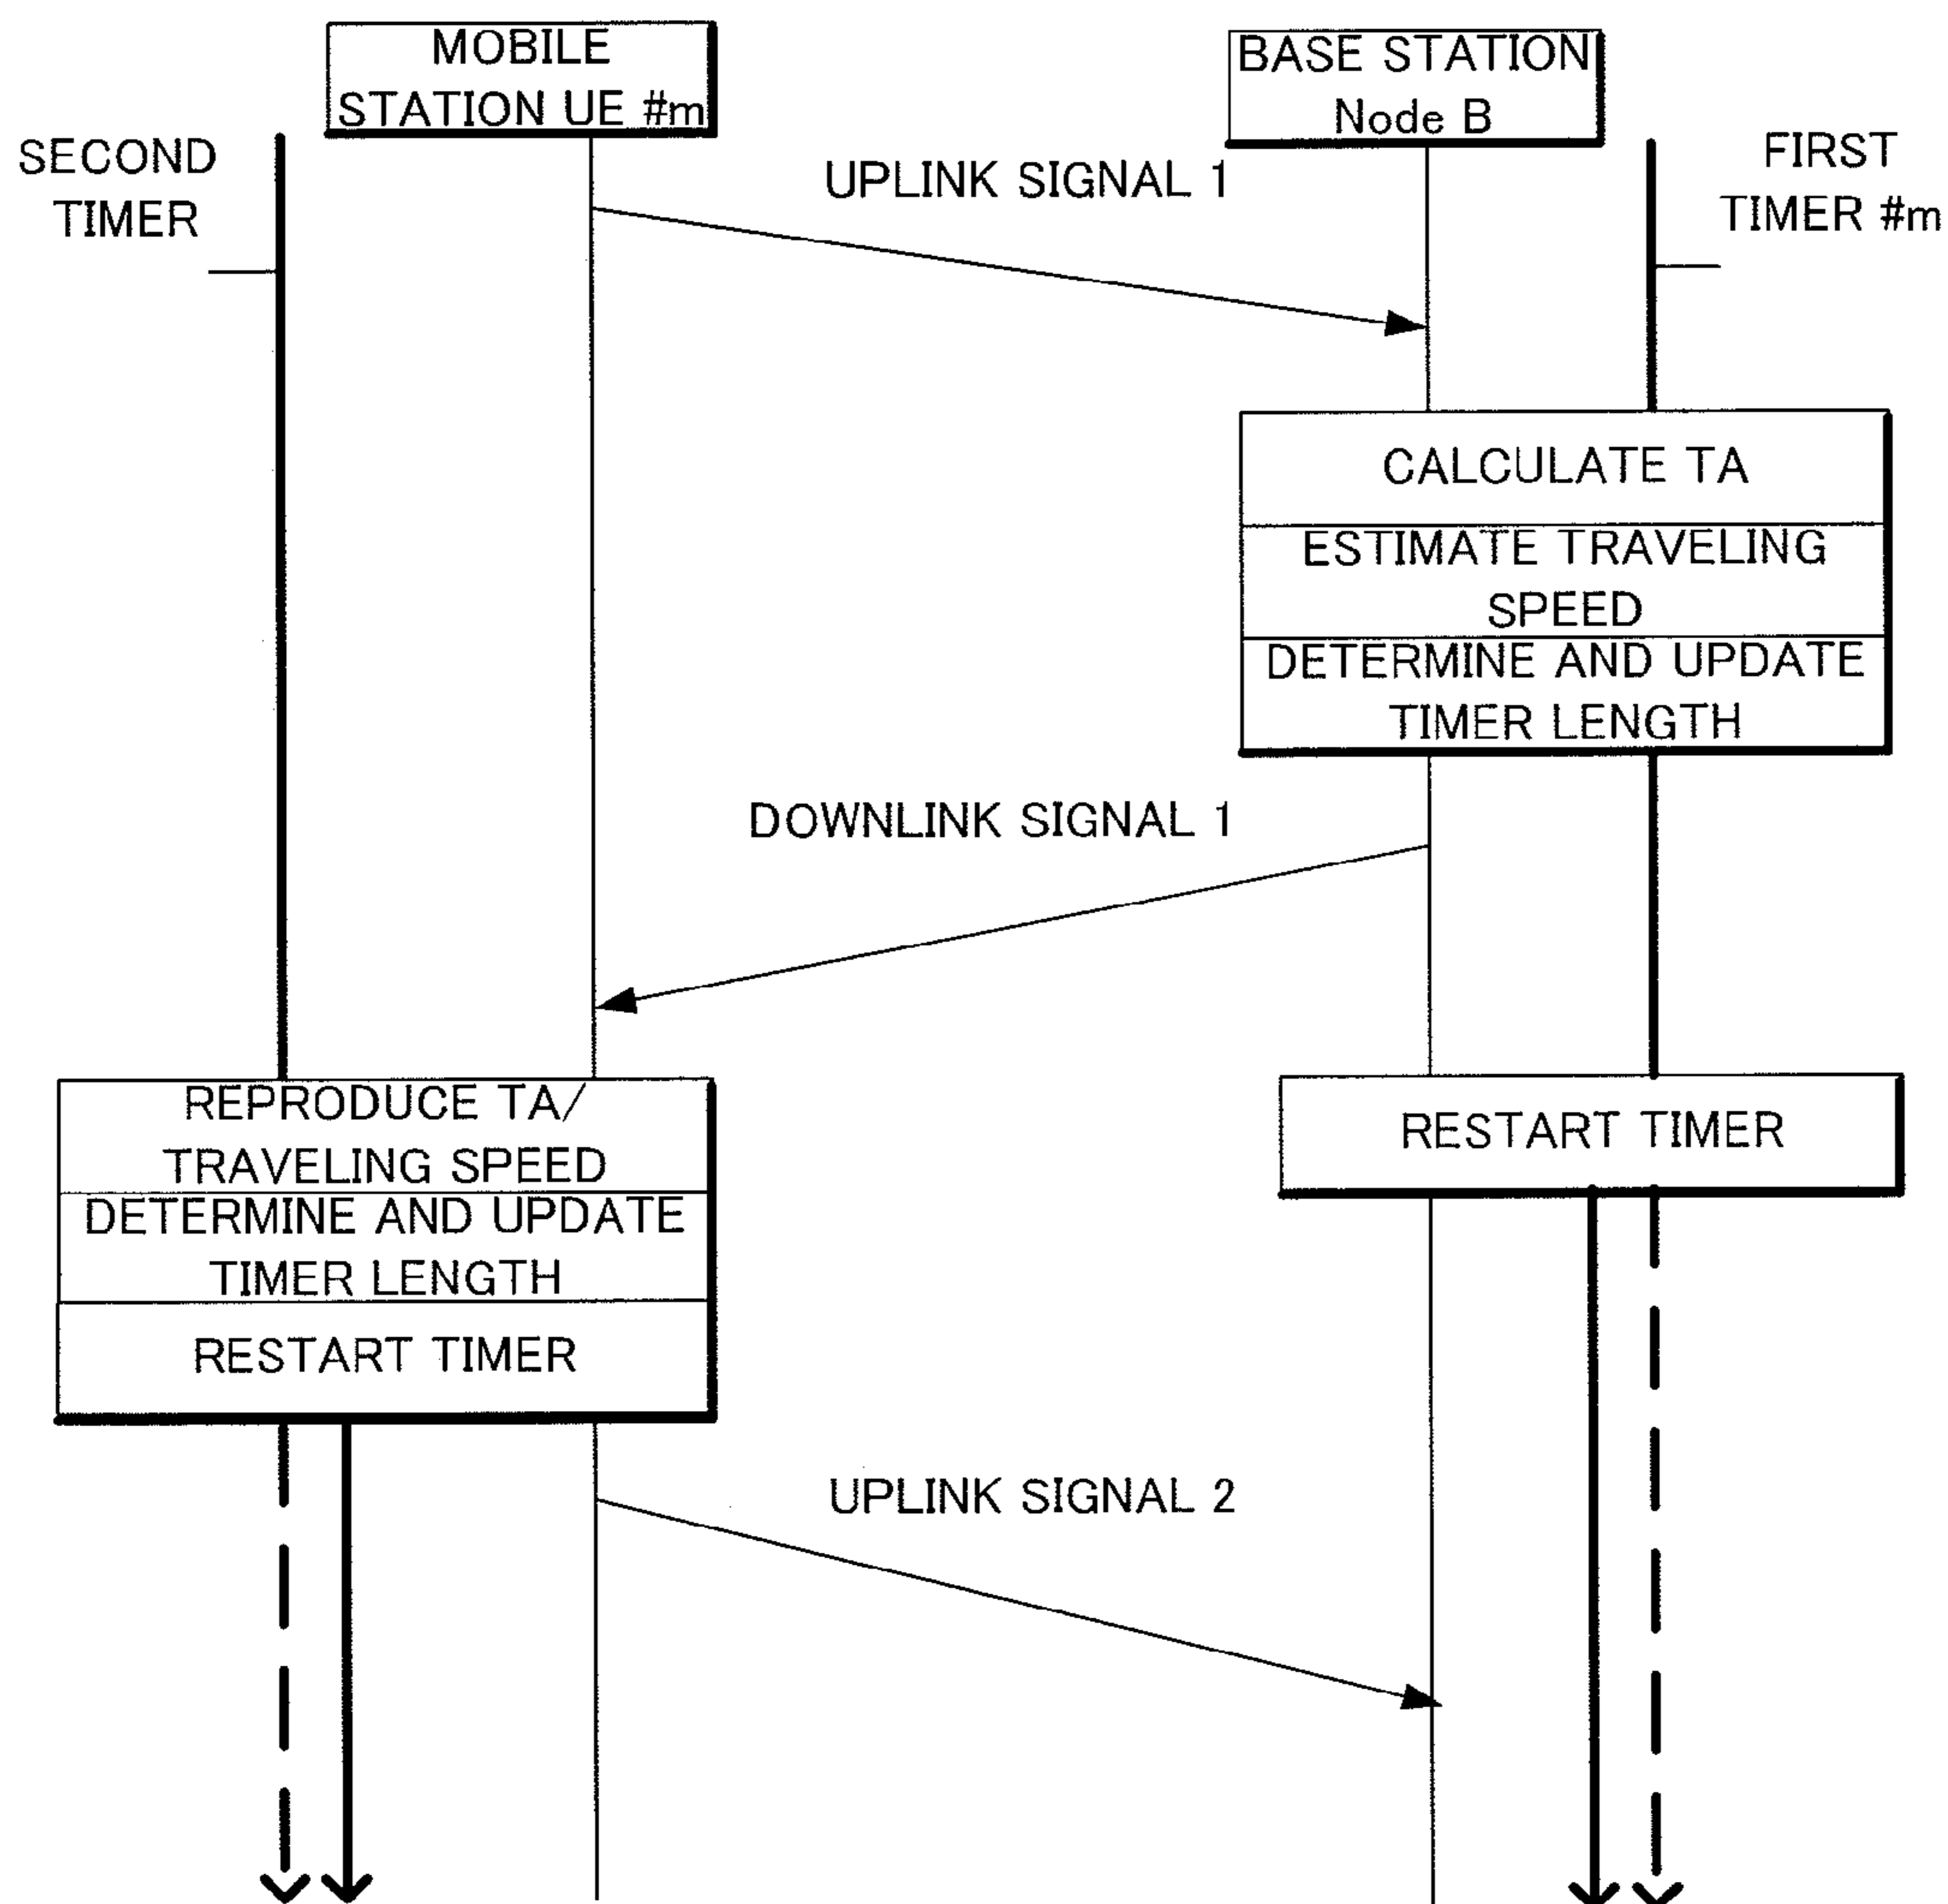 MOBILE
STATION UE #m
BASE STATION
Node B
SECOND
TIMER
FIRST
TIMER #m
UPLINK SIGNAL 1
CALCULATE TA
ESTIMATE TRAVELING
SPEED
DETERMINE AND UPDATE
TIMER LENGTH
DOWNLINK SIGNAL 1
REPRODUCE TA/
TRAVELING SPEED
DETERMINE AND UPDATE
TIMER LENGTH
RESTART TIMER
RESTART TIMER
UPLINK SIGNAL 2